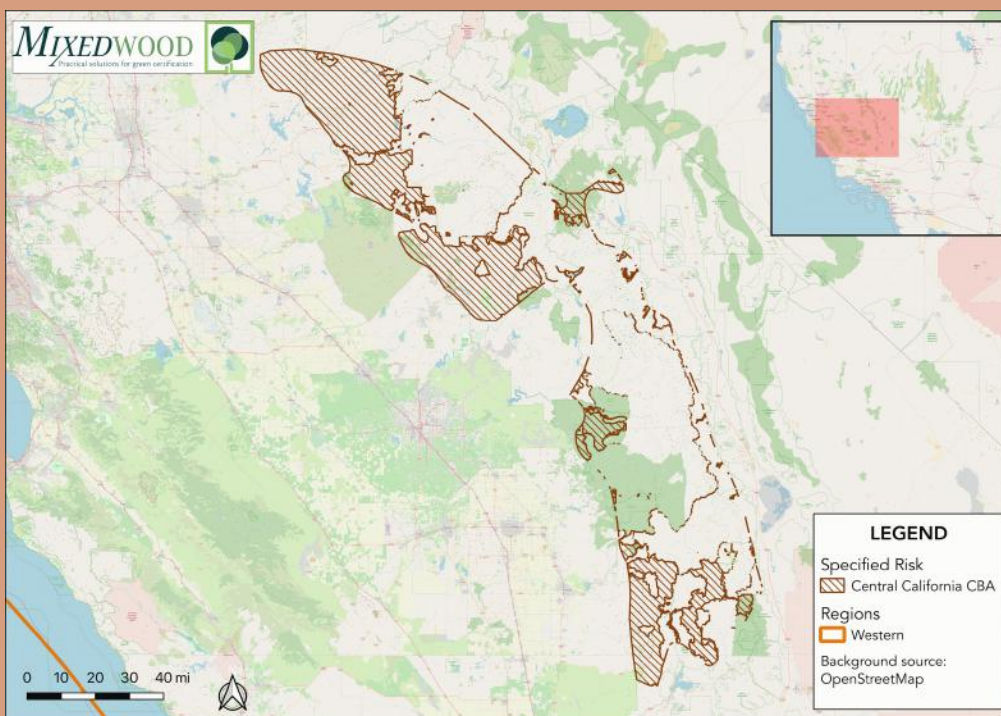 MIXEDWOOD
Practical solutions for green certification
LEGEND
Specified Risk
Central California CBA
Regions
Western
Background source:
OpenStreetMap
0 10 20 30 40 mi